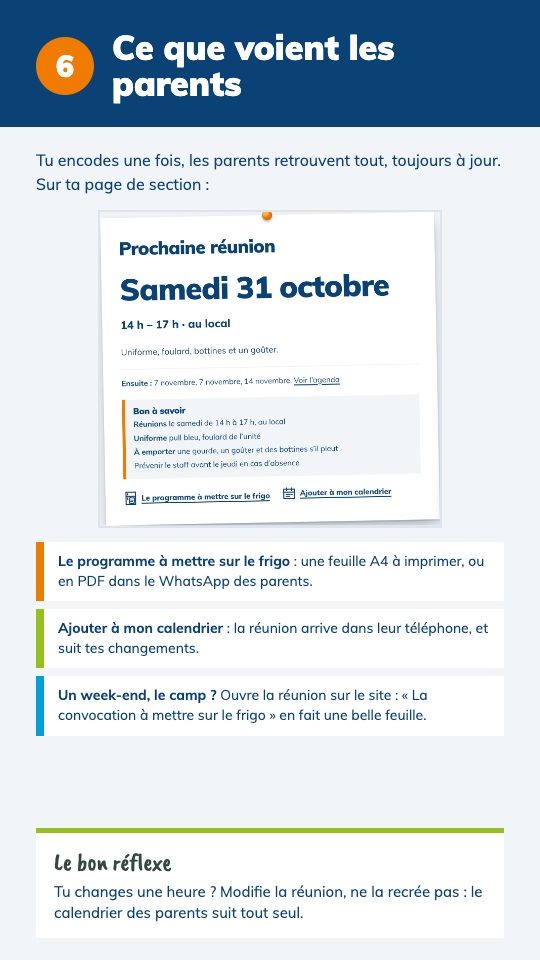 6
Ce que voient les
parents
Tu encodes une fois, les parents retrouvent tout, toujours à jour.
Sur ta page de section :
Prochaine réunion
Samedi 31 octobre
14 h – 17 h · au local
Uniforme, foulard, bottines et un goûter.
Ensuite : 7 novembre, 7 novembre, 14 novembre. Voir l'agenda
Bon à savoir
Réunions le samedi de 14 h à 17 h, au local
Uniforme pull bleu, foulard de l'unité
À emporter une gourde, un goûter et des bottines s'il pleut
Prévenir le staff avant le jeudi en cas d'absence
Le programme à mettre sur le frigo
Ajouter à mon calendrier
Le programme à mettre sur le frigo : une feuille A4 à imprimer, ou
en PDF dans le WhatsApp des parents.
Ajouter à mon calendrier : la réunion arrive dans leur téléphone, et
suit tes changements.
Un week-end, le camp ? Ouvre la réunion sur le site : « La
convocation à mettre sur le frigo » en fait une belle feuille.
Le bon réflexe
Tu changes une heure ? Modifie la réunion, ne la recrée pas : le
calendrier des parents suit tout seul.